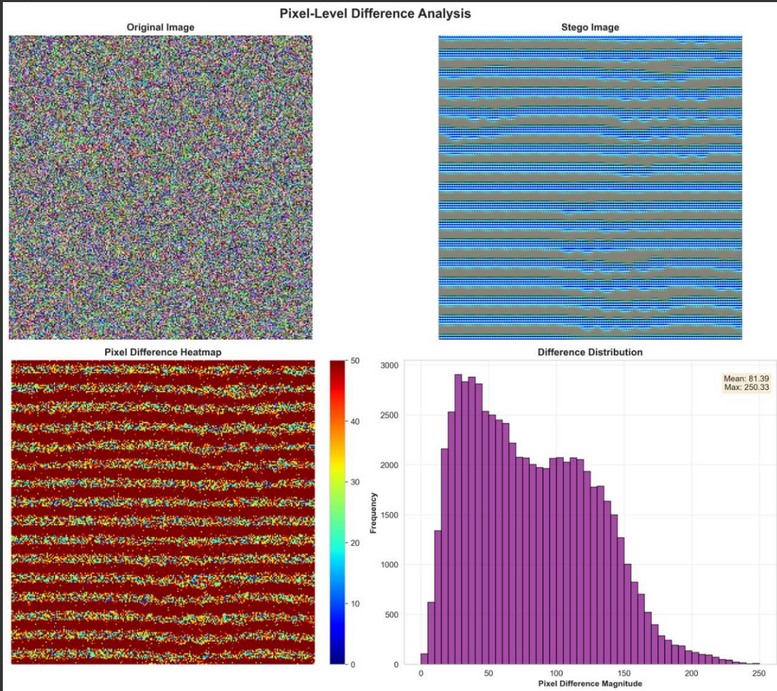 Pixel-Level Difference Analysis
Original Image
Stego Image
Pixel Difference Heatmap
50
40
30
20
10
0
Difference Distribution
Mean: 81.39
Max: 250.33
Frequency
3000
2500
2000
1500
1000
500
0
0 50 100 150 200 250
Pixel Difference Magnitude